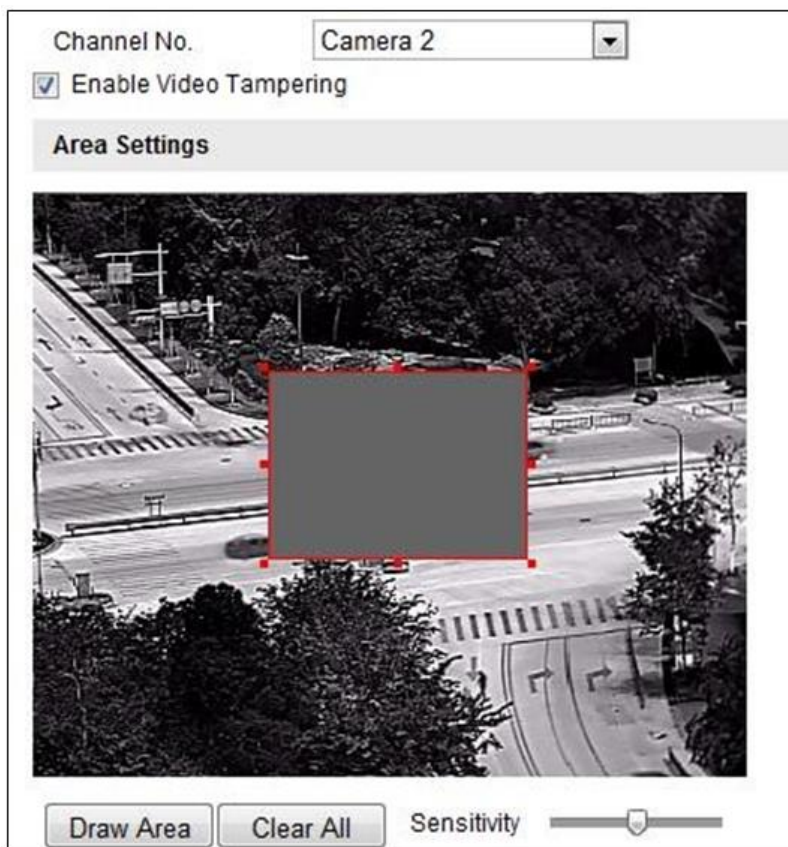 Channel No. Camera 2
Enable Video Tampering
Area Settings
Draw Area Clear All Sensitivity